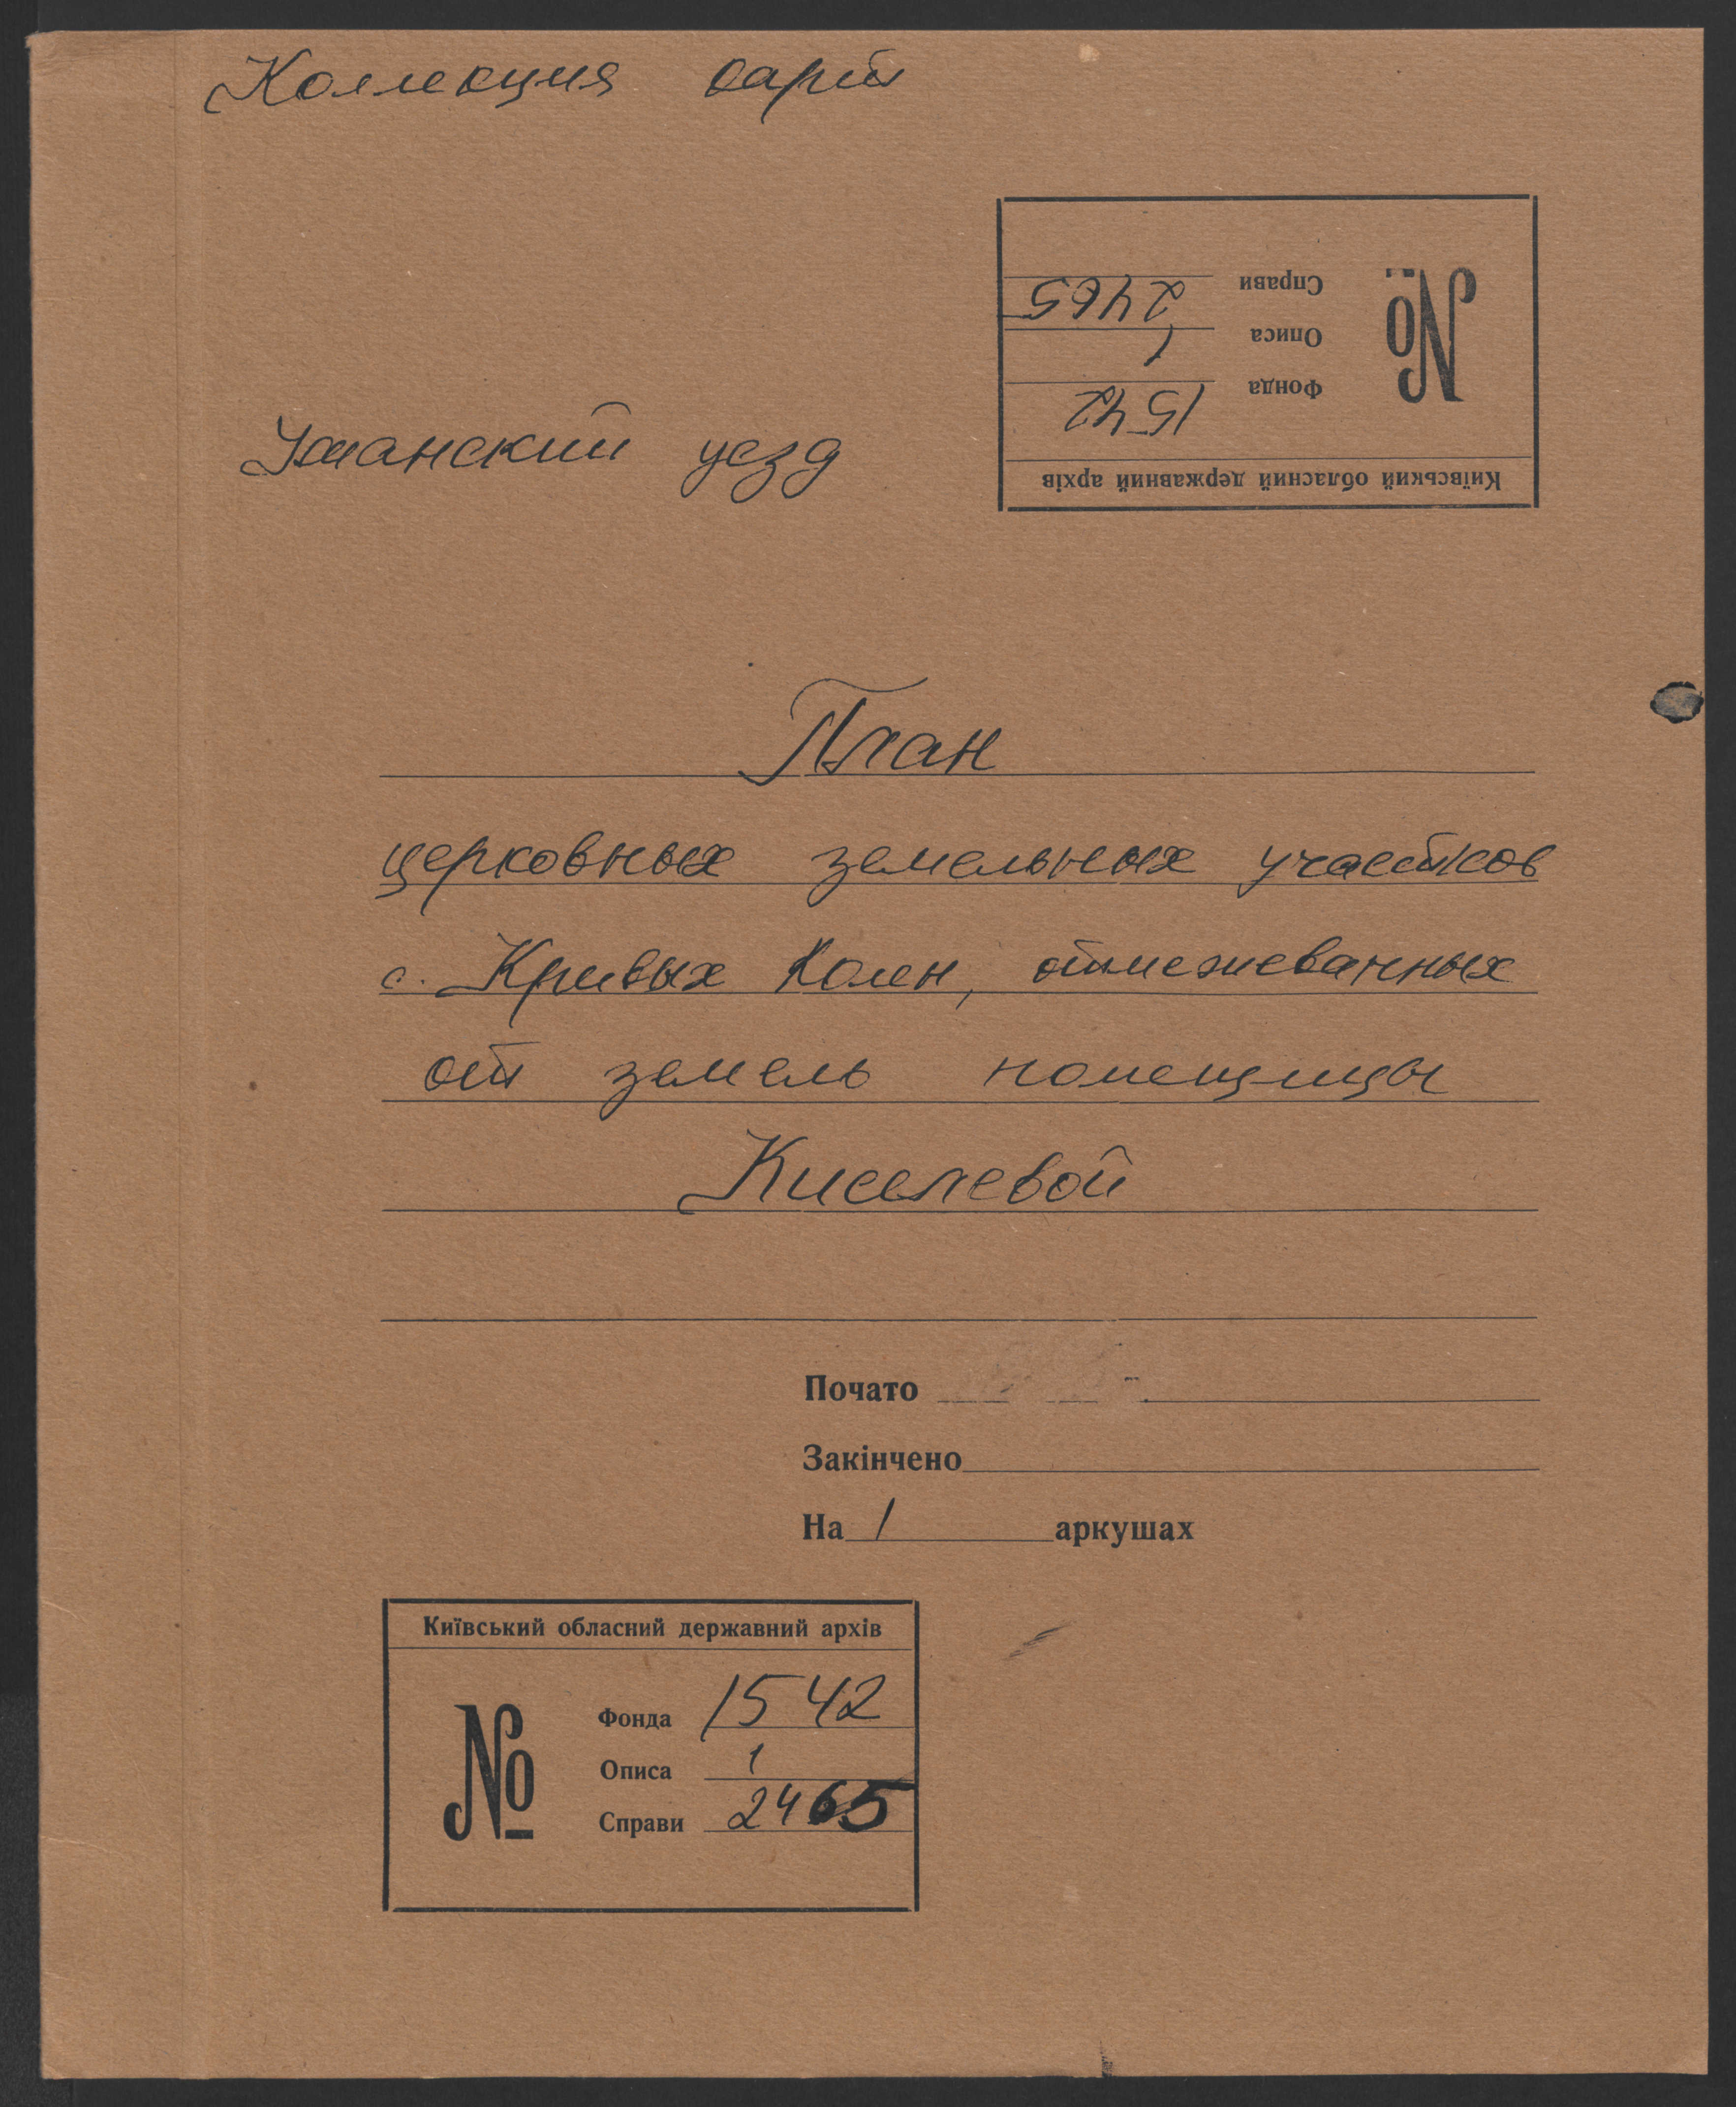 Коллекция карт
Справи 2465
Описа 1
Фонда 1542
№
Київський обласний державний архів
Уманский уезд
План
церковных земельных участков
с. Кривых Колен, отмежеванных
от земель помещицы
Киселевой
Почато
Закінчено
На 1 аркушах
Київський обласний державний архів
№
Фонда 1542
Описа 1
Справи 2465